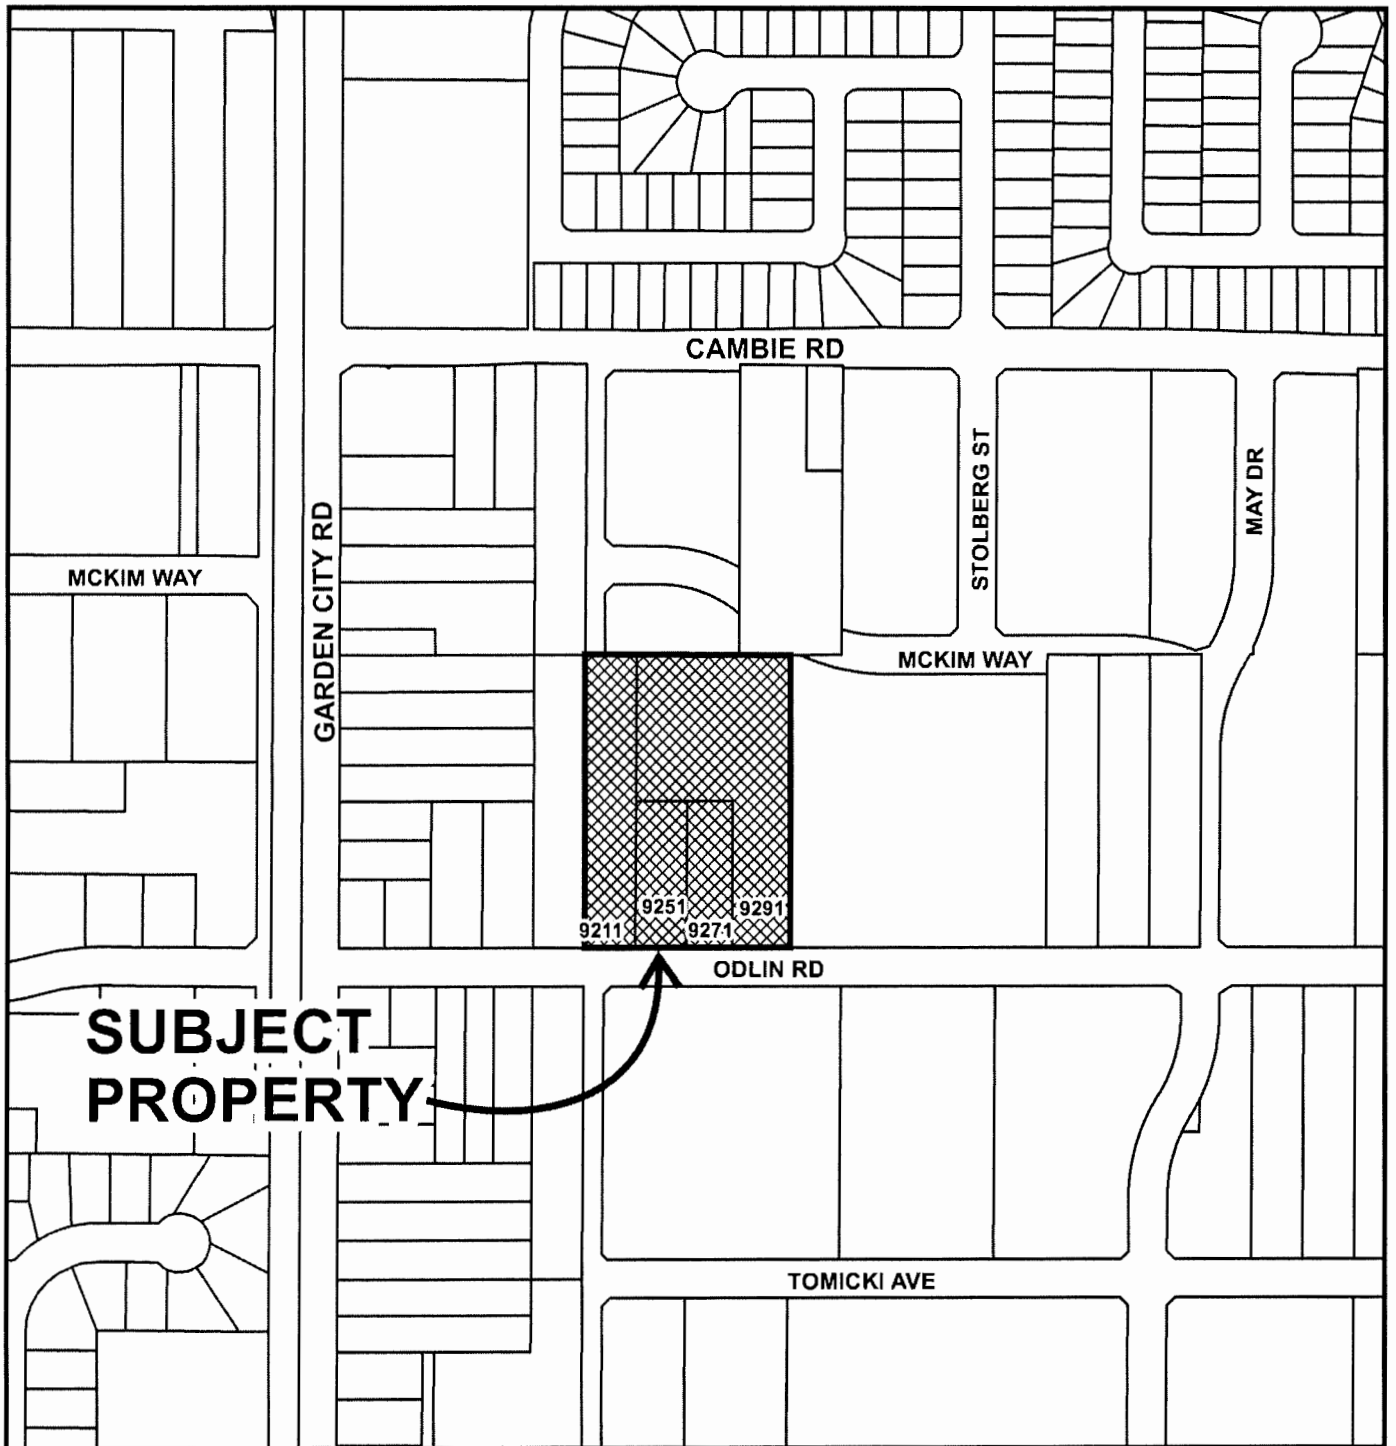 CAMBIE RD
STOLBERG ST
MAY DR
GARDEN CITY RD
MCKIM WAY
MCKIM WAY
9251
9291
9211
9271
ODLIN RD
SUBJECT
PROPERTY
TOMICKI AVE